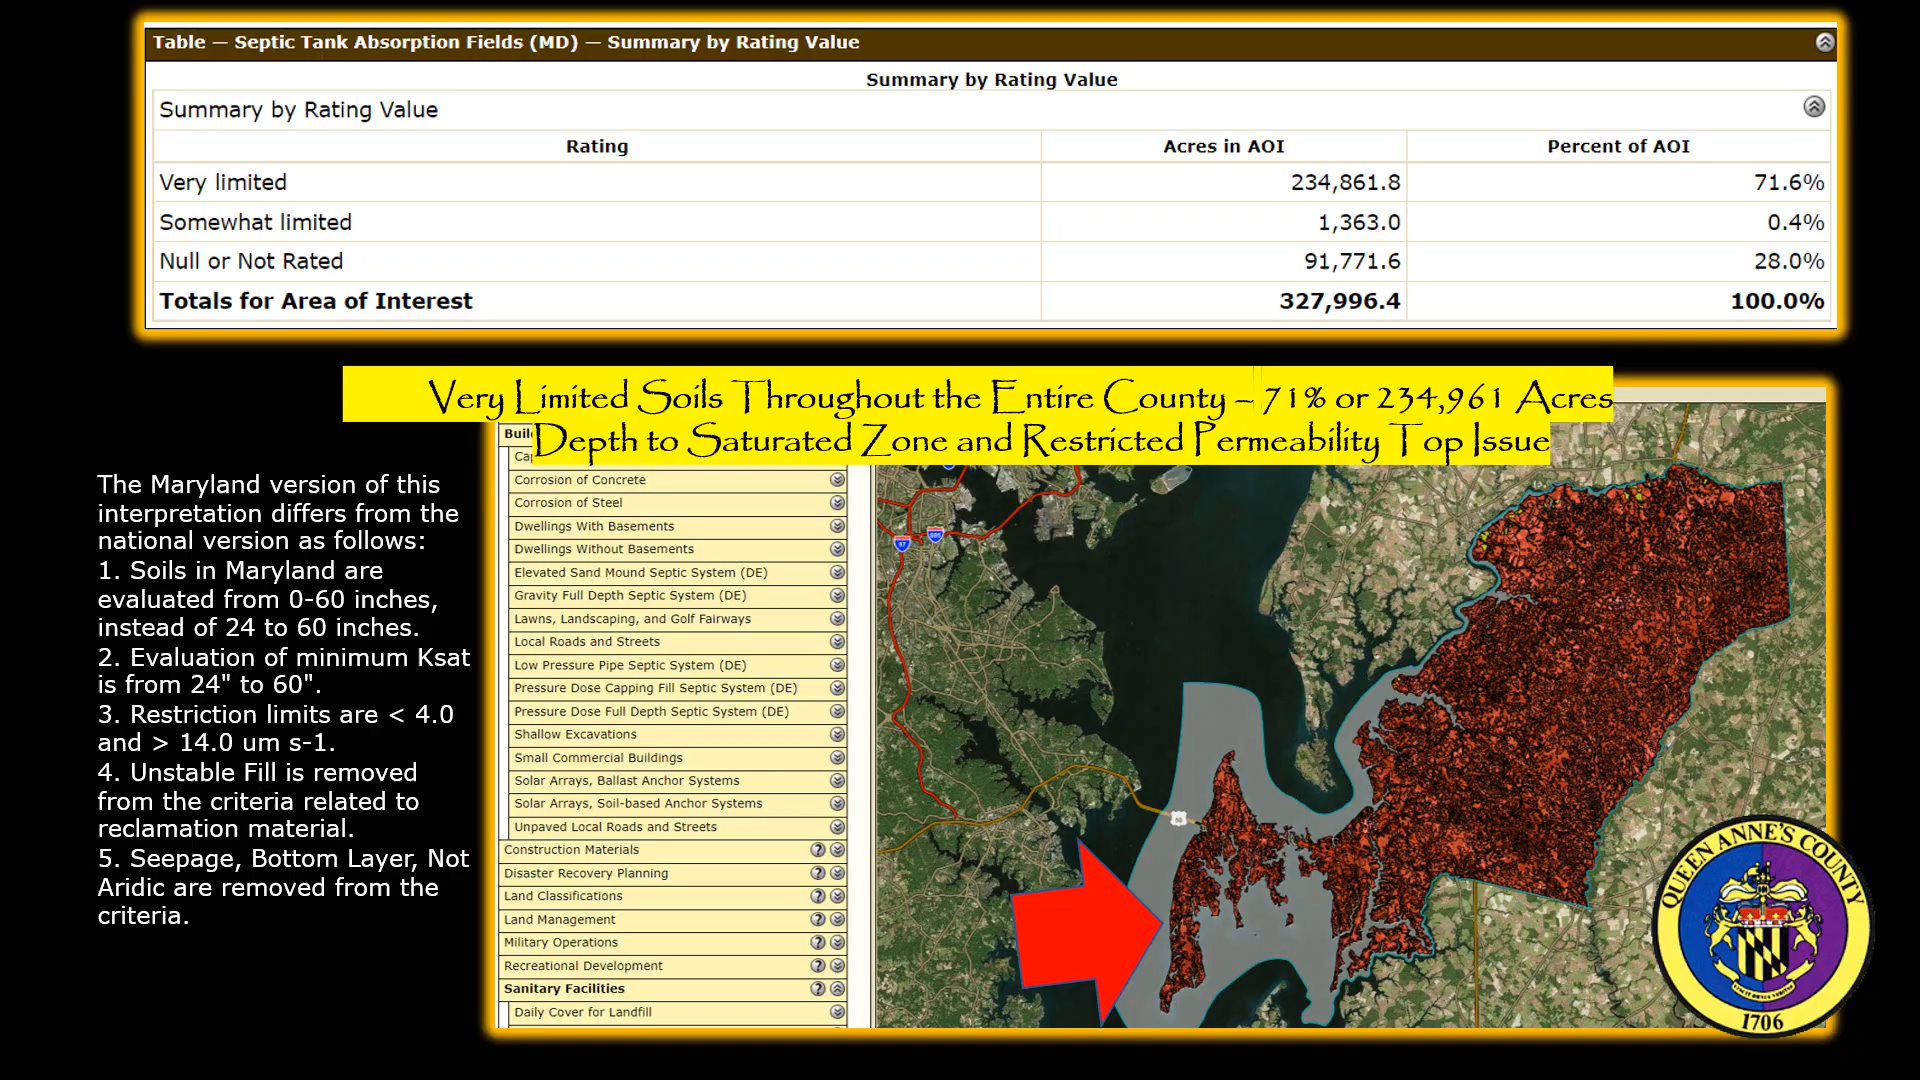 Table — Septic Tank Absorption Fields (MD) — Summary by Rating Value
Summary by Rating Value
Summary by Rating Value
Rating Acres in AOI Percent of AOI
Very limited 234,861.8 71.6%
Somewhat limited 1,363.0 0.4%
Null or Not Rated 91,771.6 28.0%
Totals for Area of Interest 327,996.4 100.0%
Very Limited Soils Throughout the Entire County – 71% or 234,961 Acres
Depth to Saturated Zone and Restricted Permeability Top Issue
The Maryland version of this
interpretation differs from the
national version as follows:
1. Soils in Maryland are
evaluated from 0-60 inches,
instead of 24 to 60 inches.
2. Evaluation of minimum Ksat
is from 24" to 60".
3. Restriction limits are < 4.0
and > 14.0 um s-1.
4. Unstable Fill is removed
from the criteria related to
reclamation material.
5. Seepage, Bottom Layer, Not
Aridic are removed from the
criteria.
Corrosion of Concrete
Corrosion of Steel
Dwellings With Basements
Dwellings Without Basements
Elevated Sand Mound Septic System (DE)
Gravity Full Depth Septic System (DE)
Lawns, Landscaping, and Golf Fairways
Local Roads and Streets
Low Pressure Pipe Septic System (DE)
Pressure Dose Capping Fill Septic System (DE)
Pressure Dose Full Depth Septic System (DE)
Shallow Excavations
Small Commercial Buildings
Solar Arrays, Ballast Anchor Systems
Solar Arrays, Soil-based Anchor Systems
Unpaved Local Roads and Streets
Construction Materials
Disaster Recovery Planning
Land Classifications
Land Management
Military Operations
Recreational Development
Sanitary Facilities
Daily Cover for Landfill
97
QUEEN ANNE'S COUNTY
1706